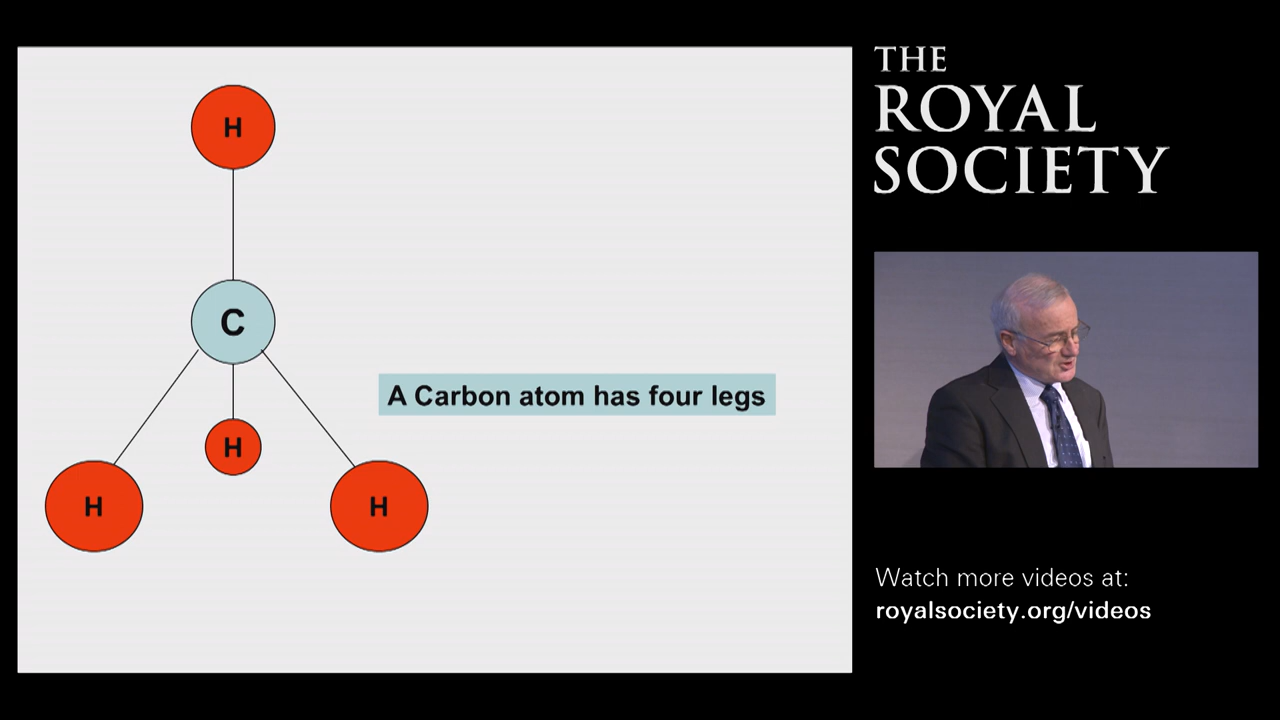 H
C
H
H
H
A Carbon atom has four legs
THE
ROYAL
SOCIETY
Watch more videos at:
royalsociety.org/videos